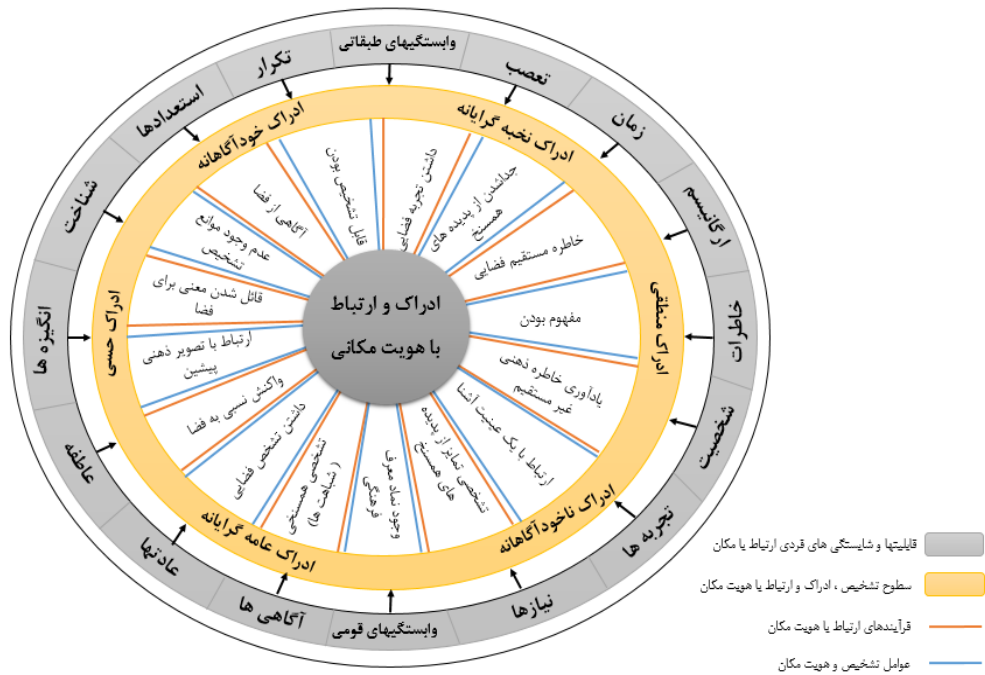 وابستگیهای طبقاتی
تعصب
زمان
ارگانیسم
خاطرات
شخصیت
تجربه ها
نیازها
وابستگیهای قومی
آگاهی ها
عادتها
عاطفه
انگیزه ها
شناخت
استعدادها
تکرار
ادراک نخبه گرایانه
ادراک منطقی
ادراک ناخودآگاهانه
ادراک عامه گرایانه
ادراک حسی
ادراک خودآگاهانه
داشتن تجربه فضایی
جداشدن از پدیده های
همسنخ
خاطره مستقیم فضایی
مفهوم بودن
یادآوری خاطره ذهنی
غیر مستقیم
ارتباط با یک عینیت آشنا
تشخصی تمایز از پدیده
های همسنخ
وجود نماد معرف
فرهنگی
تشخصی همسنخی
( شباهت ها)
داشتن تشخص فضایی
واکنش نسبی به فضا
ارتباط با تصویر ذهنی
پیشین
قائل شدن معنی برای
فضا
عدم وجود موانع
تشخیص
آگاهی از فضا
قابل تشخیص بودن
ادراک و ارتباط
با هویت مکانی
قابلیتها و شایستگی های فردی ارتباط با مکان
سطوح تشخیص ، ادراک و ارتباط با هویت مکان
فرآیندهای ارتباط با هویت مکان
عوامل تشخیص و هویت مکان